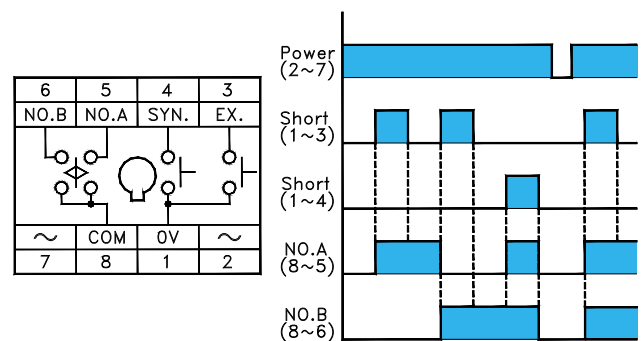 6 5 4 3
NO.B NO.A SYN. EX.
~ COM 0V ~
7 8 1 2
Power
(2~7)
Short
(1~3)
Short
(1~4)
NO.A
(8~5)
NO.B
(8~6)